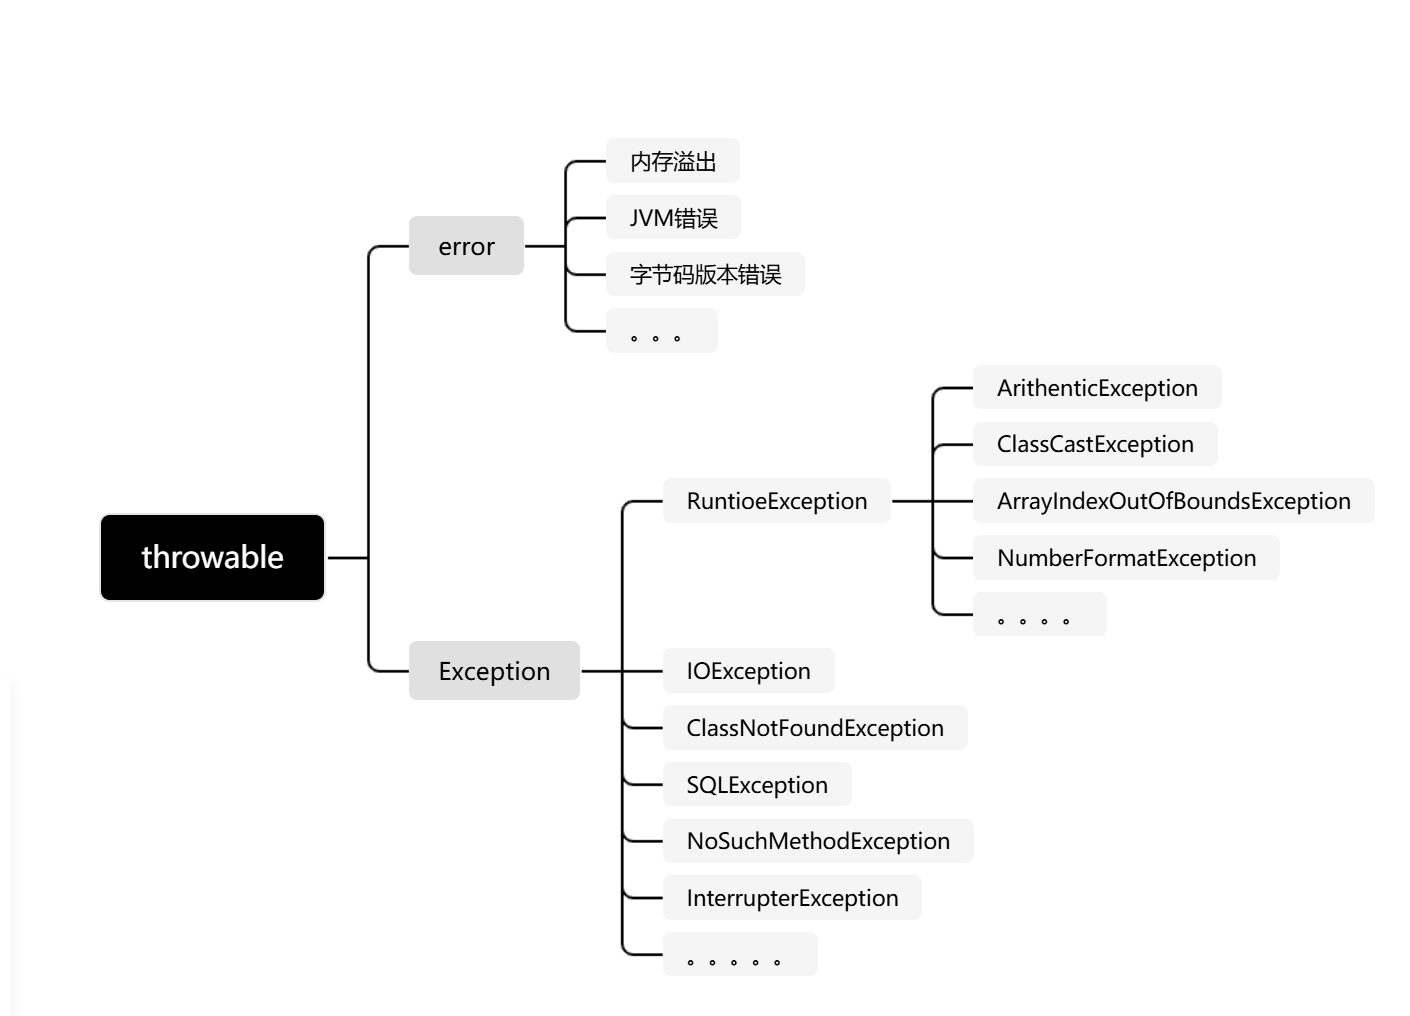 内存溢出
JVM错误
error
字节码版本错误
。。。
ArithenticException
ClassCastException
RuntioeException
ArrayIndexOutOfBoundsException
NumberFormatException
throwable
。。。。
Exception
IOException
ClassNotFoundException
SQLException
NoSuchMethodException
InterrupterException
。。。。。